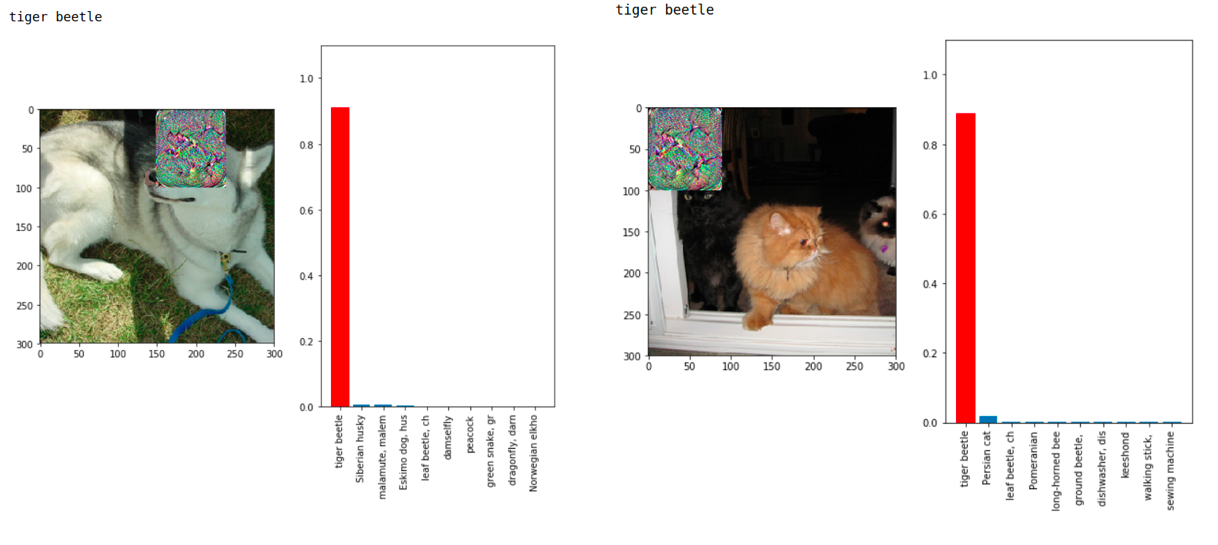 tiger beetle
1.0
0.8
0.6
0.4
0.2
0.0
0
50
100
150
200
250
300
0 50 100 150 200 250 300
tiger beetle
Siberian husky
malamute, malem
Eskimo dog, hus
leaf beetle, ch
damselfly
peacock
green snake, gr
dragonfly, darn
Norwegian elkho
tiger beetle
0
50
100
150
200
250
300
0 50 100 150 200 250 300
1.0
0.8
0.6
0.4
0.2
0.0
tiger beetle
Persian cat
leaf beetle, ch
Pomeranian
long-horned bee
ground beetle,
dishwasher, dis
keeshond
walking stick,
sewing machine